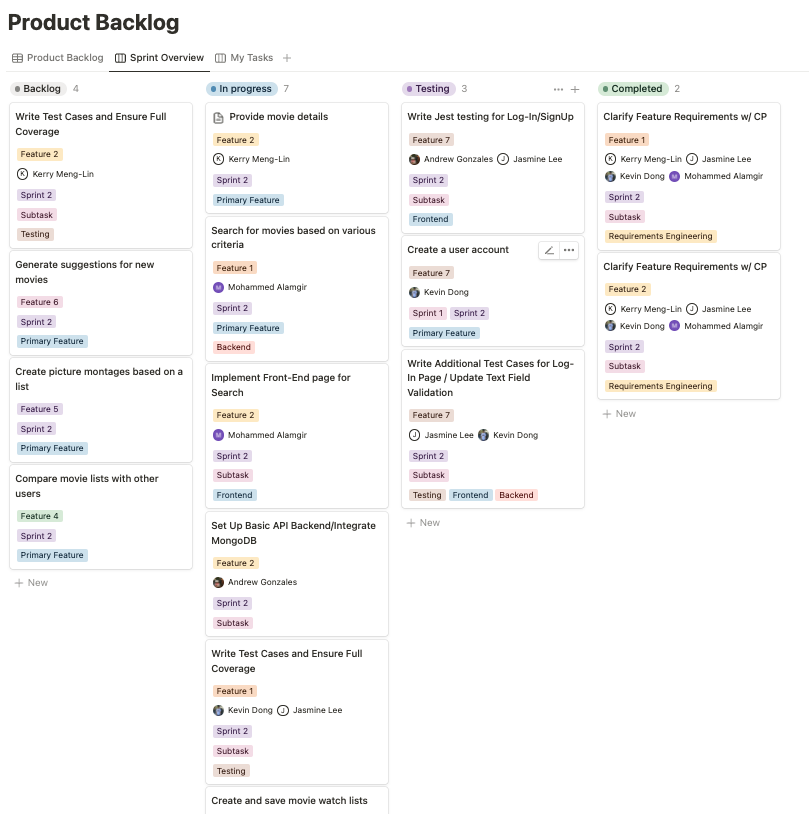 Product Backlog
Product Backlog
Sprint Overview
My Tasks
Backlog 4
Write Test Cases and Ensure Full
Coverage
Feature 2
K Kerry Meng-Lin
Sprint 2
Subtask
Testing
Generate suggestions for new
movies
Feature 6
Sprint 2
Primary Feature
Create picture montages based on a
list
Feature 5
Sprint 2
Primary Feature
Compare movie lists with other
users
Feature 4
Sprint 2
Primary Feature
+ New
In progress 7
Provide movie details
Feature 2
K Kerry Meng-Lin
Sprint 2
Primary Feature
Search for movies based on various
criteria
Feature 1
M Mohammed Alamgir
Sprint 2
Primary Feature
Backend
Implement Front-End page for
Search
Feature 2
M Mohammed Alamgir
Sprint 2
Subtask
Frontend
Set Up Basic API Backend/Integrate
MongoDB
Feature 2
Andrew Gonzales
Sprint 2
Subtask
Write Test Cases and Ensure Full
Coverage
Feature 1
Kevin Dong J Jasmine Lee
Sprint 2
Subtask
Testing
Create and save movie watch lists
Testing 3
Write Jest testing for Log-In/SignUp
Feature 7
Andrew Gonzales J Jasmine Lee
Sprint 2
Subtask
Frontend
Create a user account
Feature 7
Kevin Dong
Sprint 1 Sprint 2
Primary Feature
Write Additional Test Cases for Log-
In Page / Update Text Field
Validation
Feature 7
J Jasmine Lee Kevin Dong
Sprint 2
Subtask
Testing Frontend Backend
+ New
Completed 2
Clarify Feature Requirements w/ CP
Feature 1
K Kerry Meng-Lin J Jasmine Lee
Kevin Dong M Mohammed Alamgir
Sprint 2
Subtask
Requirements Engineering
Clarify Feature Requirements w/ CP
Feature 2
K Kerry Meng-Lin J Jasmine Lee
Kevin Dong M Mohammed Alamgir
Sprint 2
Subtask
Requirements Engineering
+ New